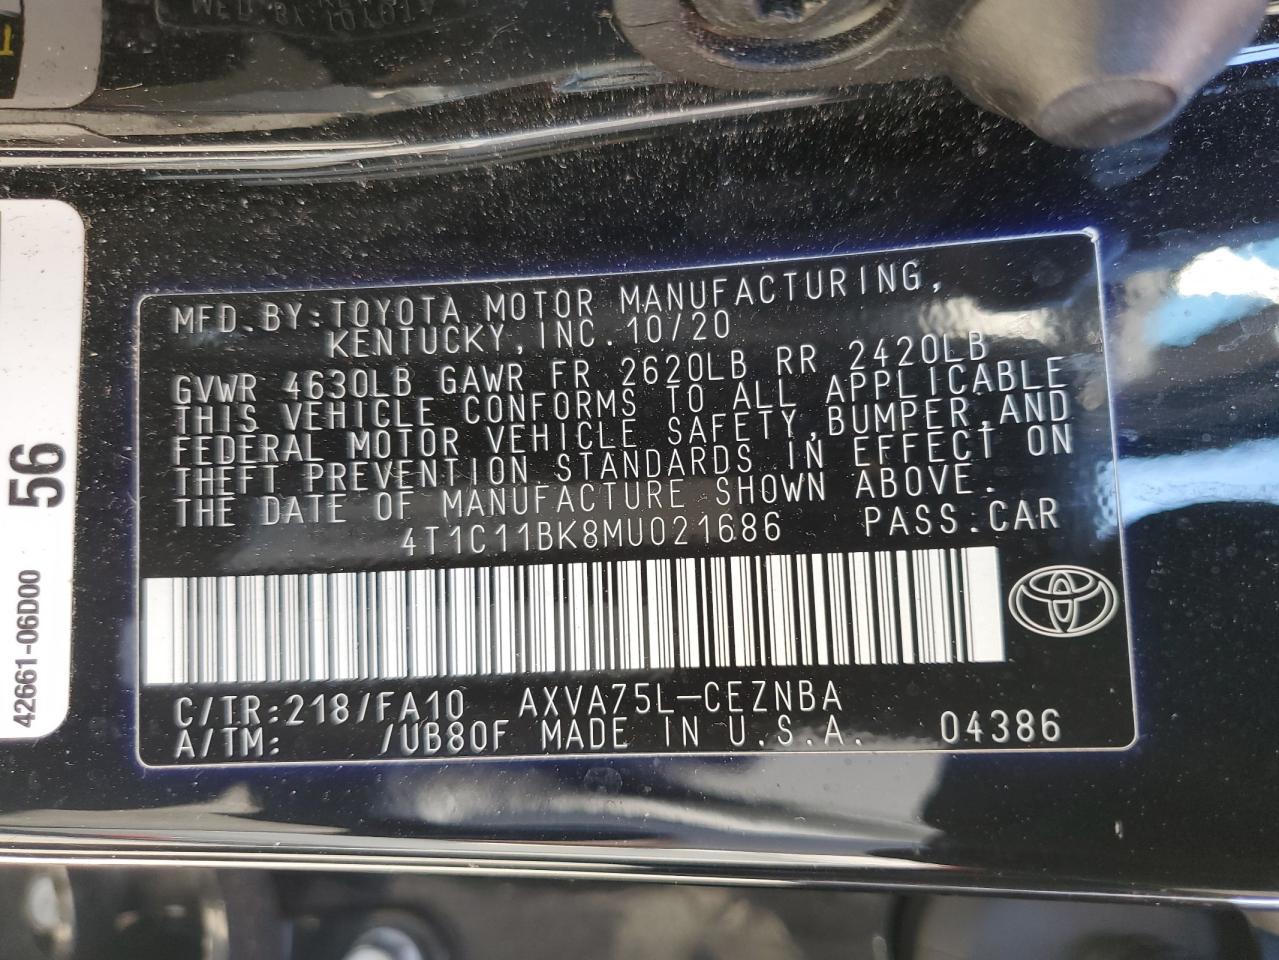 MFD.BY:TOYOTA MOTOR MANUFACTURING,
KENTUCKY,INC.10/20
GVWR 4630LB GAWR FR 2620LB RR 2420LB
THIS VEHICLE CONFORMS TO ALL APPLICABLE
FEDERAL MOTOR VEHICLE SAFETY,BUMPER,AND
THEFT PREVENTION STANDARDS IN EFFECT ON
THE DATE OF MANUFACTURE SHOWN ABOVE.
4T1C11BK8MU021686 PASS.CAR
C/TR:218/FA10 AXVA75L-CEZNBA
A/TM: /UB80F MADE IN U.S.A. 04386
42661-06D00
56